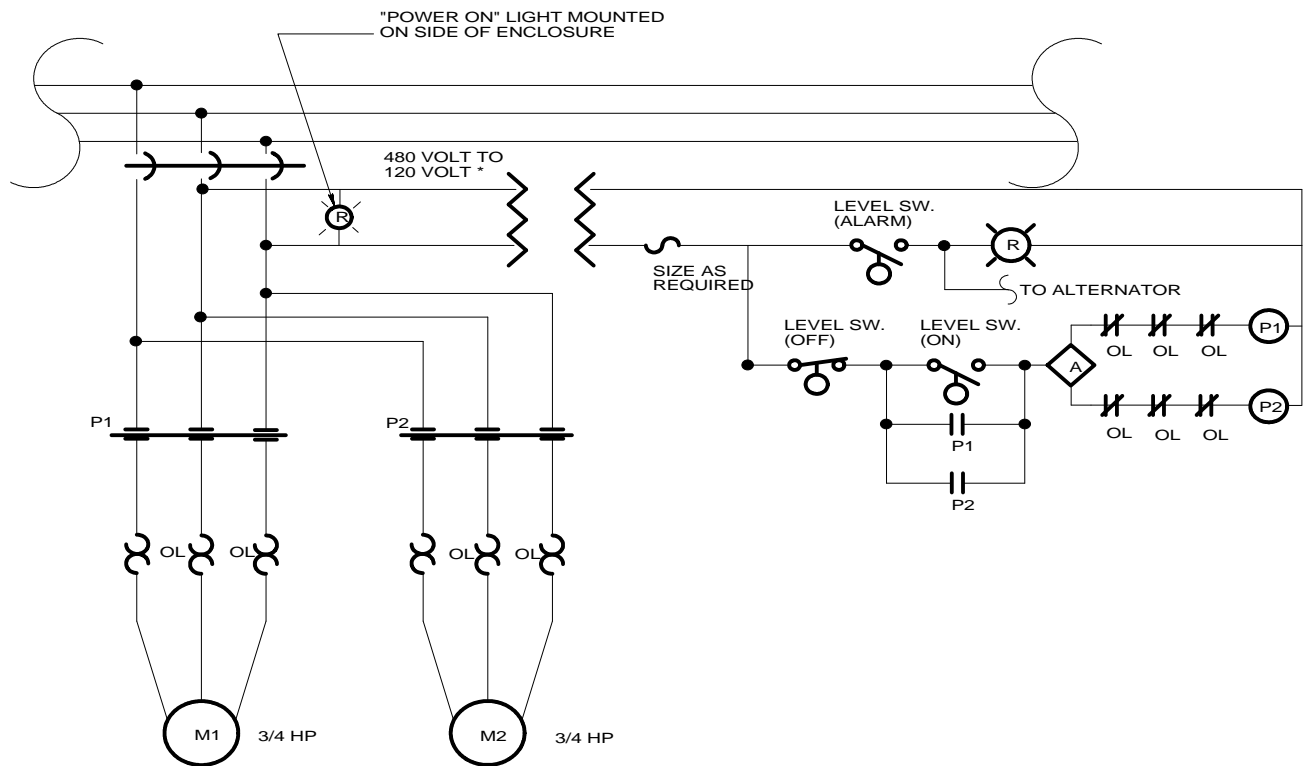 "POWER ON" LIGHT MOUNTED
ON SIDE OF ENCLOSURE
480 VOLT TO
120 VOLT *
R
LEVEL SW.
(ALARM)
R
SIZE AS
REQUIRED
TO ALTERNATOR
LEVEL SW.
(OFF)
LEVEL SW.
(ON)
A
OL
OL
OL
P1
OL
OL
OL
P2
P1
P2
P1
P2
OL
OL
OL
OL
M1
3/4 HP
M2
3/4 HP